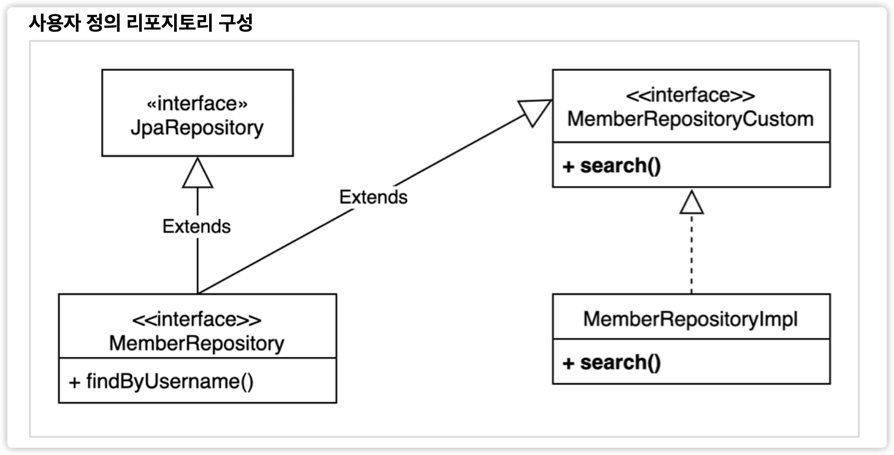 사용자 정의 리포지토리 구성
«interface»
JpaRepository
<<interface>>
MemberRepositoryCustom
+ search()
Extends
Extends
<<interface>>
MemberRepository
+ findByUsername()
MemberRepositoryImpl
+ search()